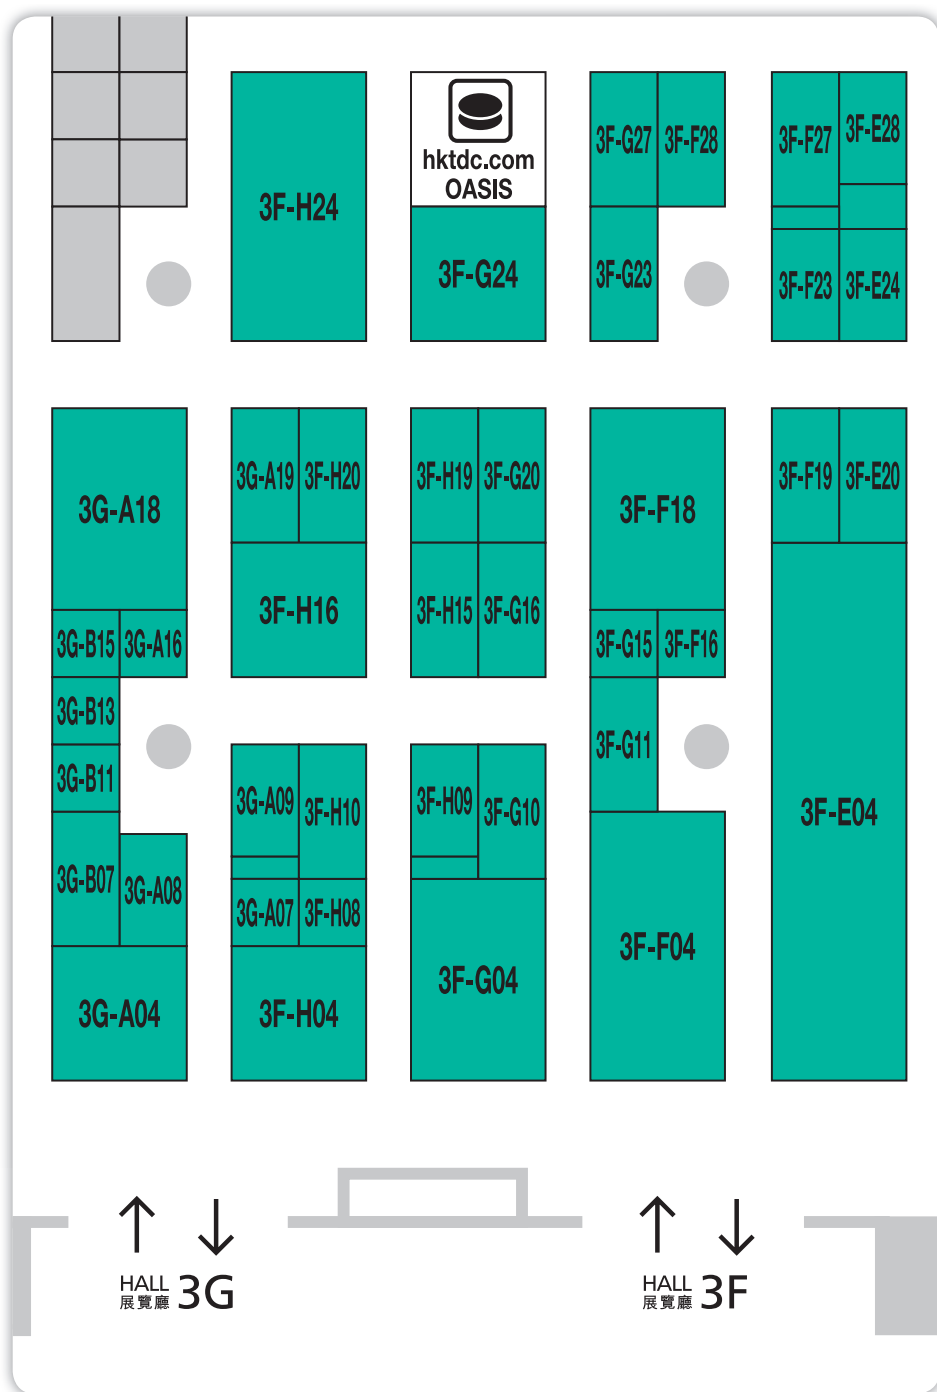 hktdc.com
OASIS
3F-H24
3F-G24
3F-G27
3F-F28
3F-G23
3F-F27
3F-E28
3F-F23
3F-E24
3G-A18
3G-A19
3F-H20
3F-H19
3F-G20
3F-F18
3F-F19
3F-E20
3F-H16
3F-H15
3F-G16
3G-B15
3G-A16
3F-G15
3F-F16
3G-B13
3G-B11
3F-G11
3G-A09
3F-H10
3F-H09
3F-G10
3F-E04
3G-B07
3G-A08
3G-A07
3F-H08
3F-F04
3F-G04
3G-A04
3F-H04
HALL
展覽廳
3G
HALL
展覽廳
3F